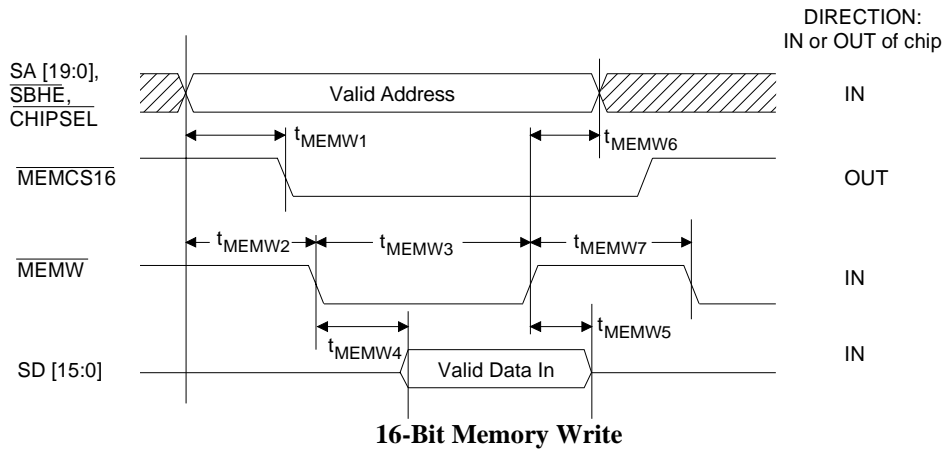 DIRECTION:
IN or OUT of chip
SA [19:0],
SBHE,
CHIPSEL
Valid Address
IN
tMEMW1
tMEMW6
MEMCS16
OUT
tMEMW2
tMEMW3
tMEMW7
MEMW
IN
tMEMW4
tMEMW5
SD [15:0]
Valid Data In
IN
16-Bit Memory Write